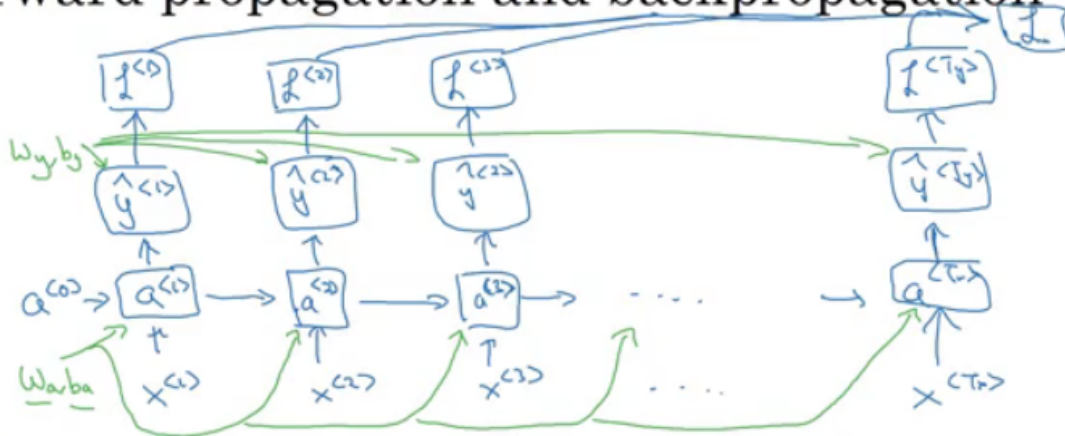 ward propagation and backpropagation
ℒ
ℒ<1> ℒ<2> ℒ<3> ℒ<Ty>
Wy,by
ŷ<1> ŷ<2> ŷ<2> ŷ<Ty>
a<0> a<1> a<2> a<3> .... a<Tx>
Wa,ba
x<1> x<2> x<3> .... x<Tx>